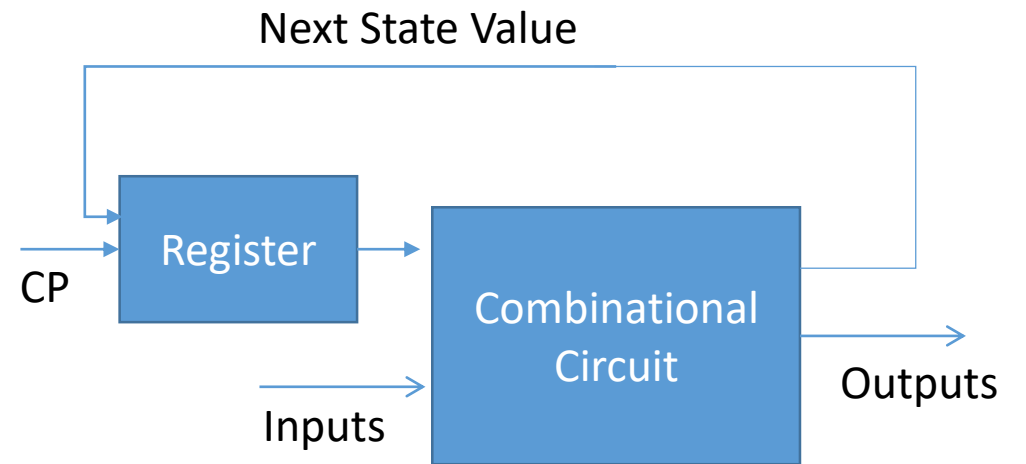 Next State Value
Register
CP
Combinational
Circuit
Outputs
Inputs